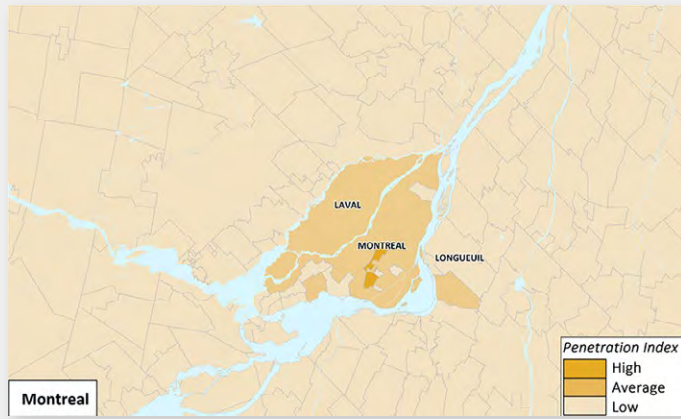 LAVAL
MONTREAL
LONGUEUIL
Penetration Index
High
Average
Low
Montreal